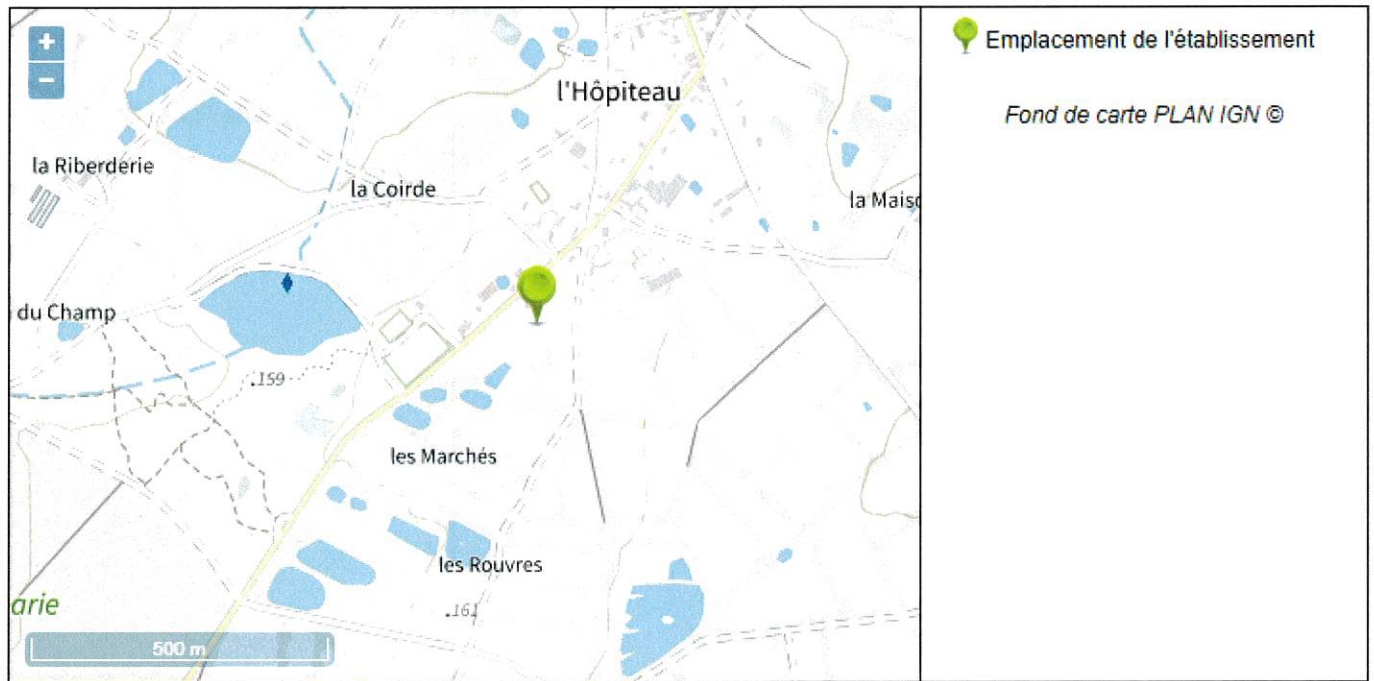 +
−
l'Hôpiteau
la Riberderie
la Coirde
la Maisc
du Champ
.159
les Marchés
les Rouvres
.161
arie
500 m
Emplacement de l'établissement
Fond de carte PLAN IGN ©